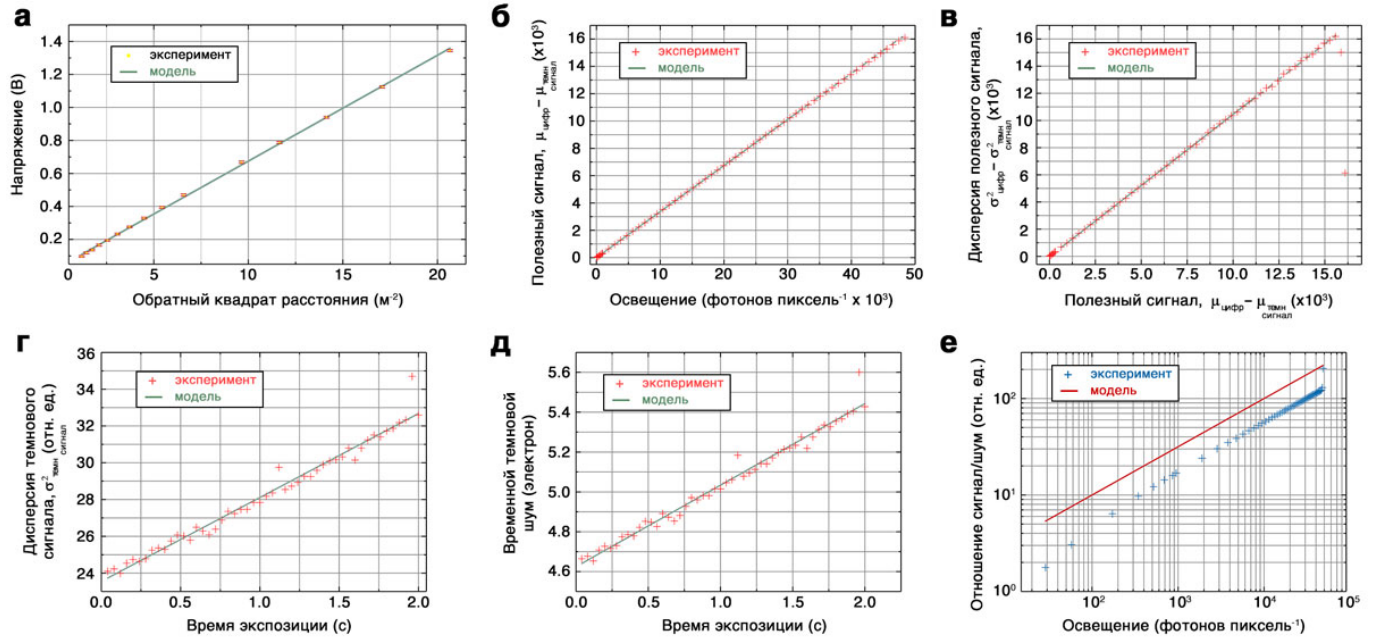 а
Напряжение (В)
1.4
1.2
1.0
0.8
0.6
0.4
0.2
эксперимент
модель
0
5
10
15
20
Обратный квадрат расстояния (м⁻²)
б
Полезный сигнал, μцифр– μтемн сигнал (x10³)
16
14
12
10
8
6
4
2
0
эксперимент
модель
0
10
20
30
40
50
Освещение (фотонов пиксель⁻¹ x 10³)
в
Дисперсия полезного сигнала,
σ²цифр– σ²темн сигнал (x10³)
16
14
12
10
8
6
4
2
0
эксперимент
модель
0.0
2.5
5.0
7.5
10.0
12.5
15.0
Полезный сигнал, μцифр– μтемн сигнал (x10³)
г
Дисперсия темнового
сигнала, σ²темн сигнал (отн. ед.)
36
34
32
30
28
26
24
эксперимент
модель
0.0
0.5
1.0
1.5
2.0
Время экспозиции (с)
д
Временной темновой
шум (электрон)
5.6
5.4
5.2
5.0
4.8
4.6
эксперимент
модель
0.0
0.5
1.0
1.5
2.0
Время экспозиции (с)
е
Отношение сигнал/шум (отн. ед.)
10²
10¹
10⁰
эксперимент
модель
10²
10³
10⁴
10⁵
Освещение (фотонов пиксель⁻¹)